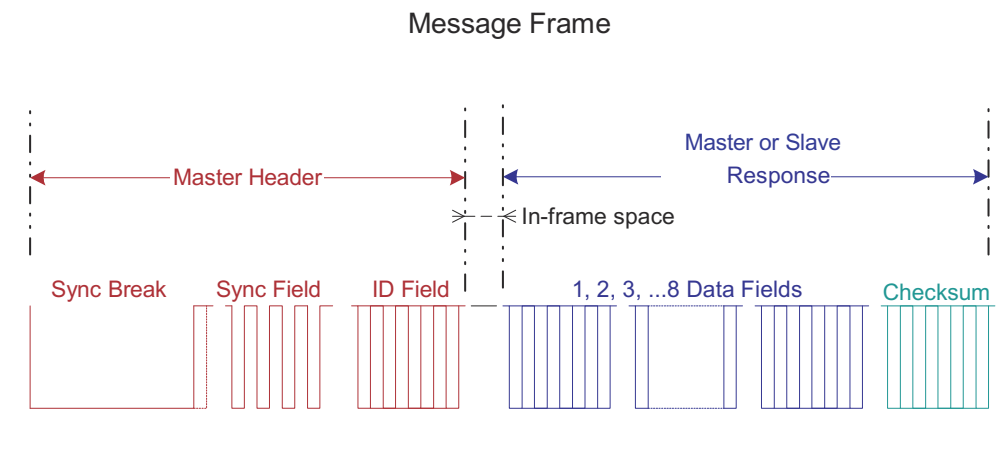 Message Frame
Master or Slave
Master Header
Response
In-frame space
Sync Break
Sync Field
ID Field
1, 2, 3, ...8 Data Fields
Checksum